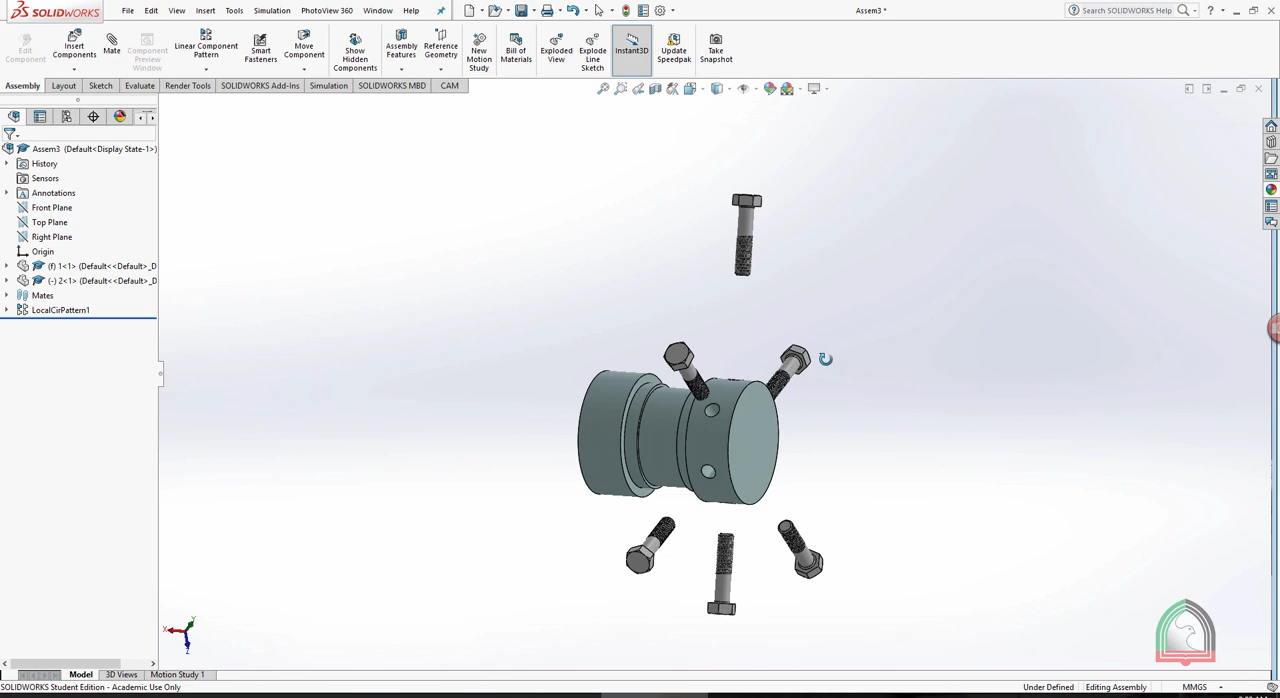 SOLIDWORKS
File Edit View Insert Tools Simulation PhotoView 360 Window Help
Assem3 *
Search SOLIDWORKS Help
Edit Component
Insert Components
Mate
Component Preview Window
Linear Component Pattern
Smart Fasteners
Move Component
Show Hidden Components
Assembly Features
Reference Geometry
New Motion Study
Bill of Materials
Exploded View
Explode Line Sketch
Instant3D
Update Speedpak
Take Snapshot
Assembly Layout Sketch Evaluate Render Tools SOLIDWORKS Add-Ins Simulation SOLIDWORKS MBD CAM
Assem3 (Default<Display State-1>)
History
Sensors
Annotations
Front Plane
Top Plane
Right Plane
Origin
(f) 1<1> (Default<<Default>_D
(-) 2<1> (Default<<Default>_D
Mates
LocalCirPattern1
X Y Z
Model 3D Views Motion Study 1
SOLIDWORKS Student Edition - Academic Use Only
Under Defined Editing Assembly MMGS